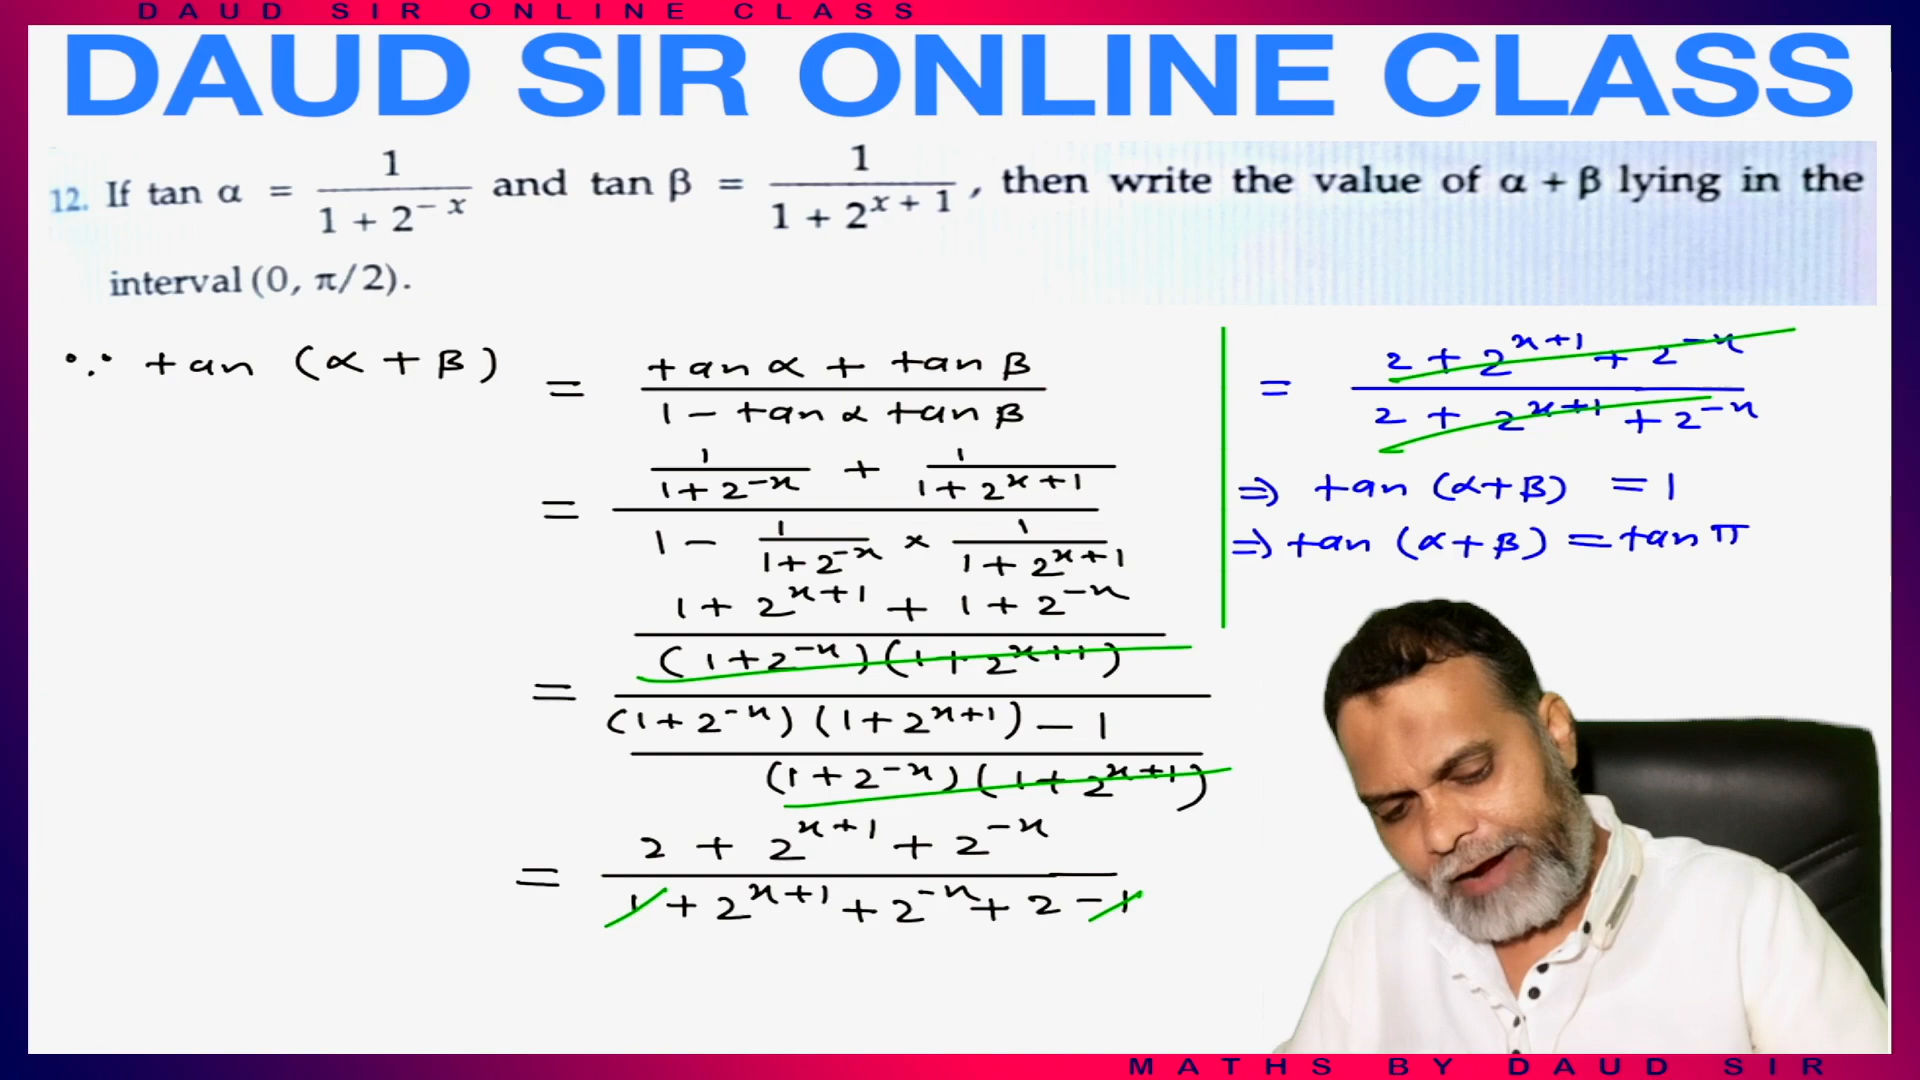 DAUD SIR ONLINE CLASS
DAUD SIR ONLINE CLASS
12. If tan α = 1 / (1 + 2^(- x)) and tan β = 1 / (1 + 2^(x + 1)), then write the value of α + β lying in the
interval (0, π/2).
∵ tan (α + β) = (tan α + tan β) / (1 - tan α tan β)
= (1/(1+2^(-x)) + 1/(1+2^(x+1))) / (1 - 1/(1+2^(-x)) × 1/(1+2^(x+1)))
= ((1+2^(x+1) + 1+2^(-x)) / ((1+2^(-x))(1+2^(x+1)))) / (((1+2^(-x))(1+2^(x+1)) - 1) / ((1+2^(-x))(1+2^(x+1))))
= (2 + 2^(x+1) + 2^(-x)) / (1 + 2^(x+1) + 2^(-x) + 2 - 1)
= (2 + 2^(x+1) + 2^(-x)) / (2 + 2^(x+1) + 2^(-x))
⇒ tan (α+β) = 1
⇒ tan (α+β) = tan π
MATHS BY DAUD SIR